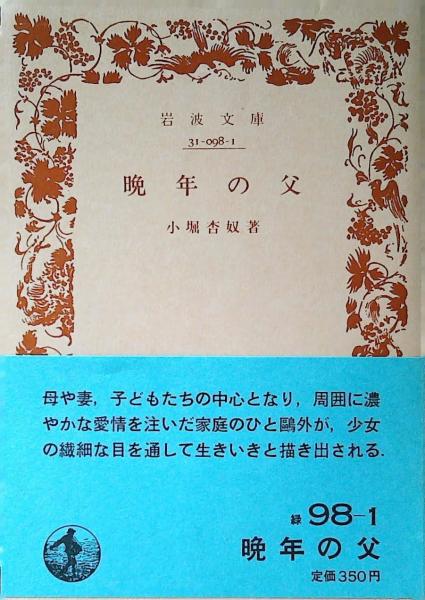 岩波文庫
31-098-1
晩年の父
小堀杏奴著
母や妻，子どもたちの中心となり，周囲に濃
やかな愛情を注いだ家庭のひと鷗外が，少女
の繊細な目を通して生きいきと描き出される．
緑 98-1
晩年の父
定価350円